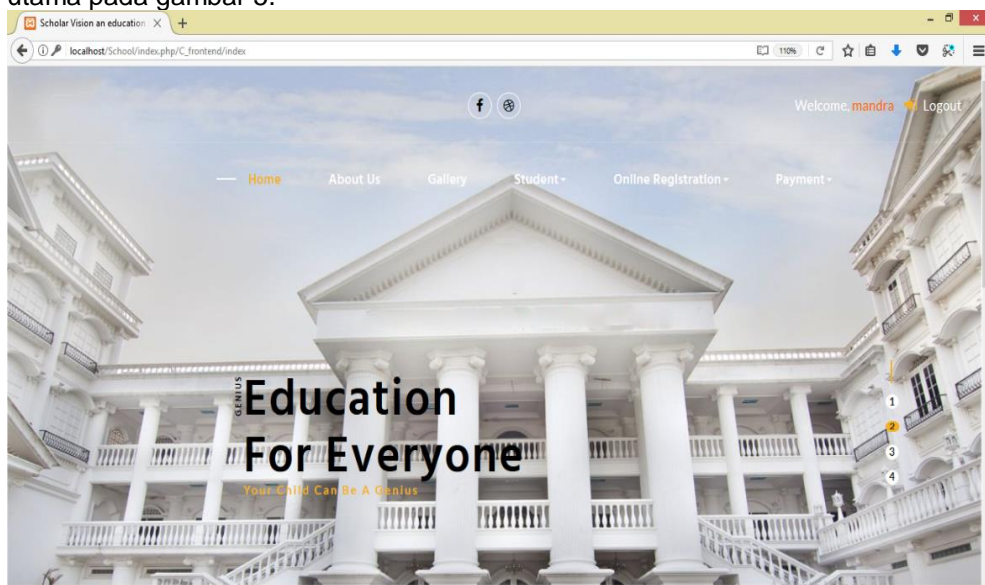 utama pada gambar 3.
Scholar Vision an education
localhost/School/index.php/C_frontend/index
110%
Welcome, mandra Logout
Home About Us Gallery Student Online Registration Payment
GENIUS
Education
For Everyone
Your Child Can Be A Genius
1
2
3
4